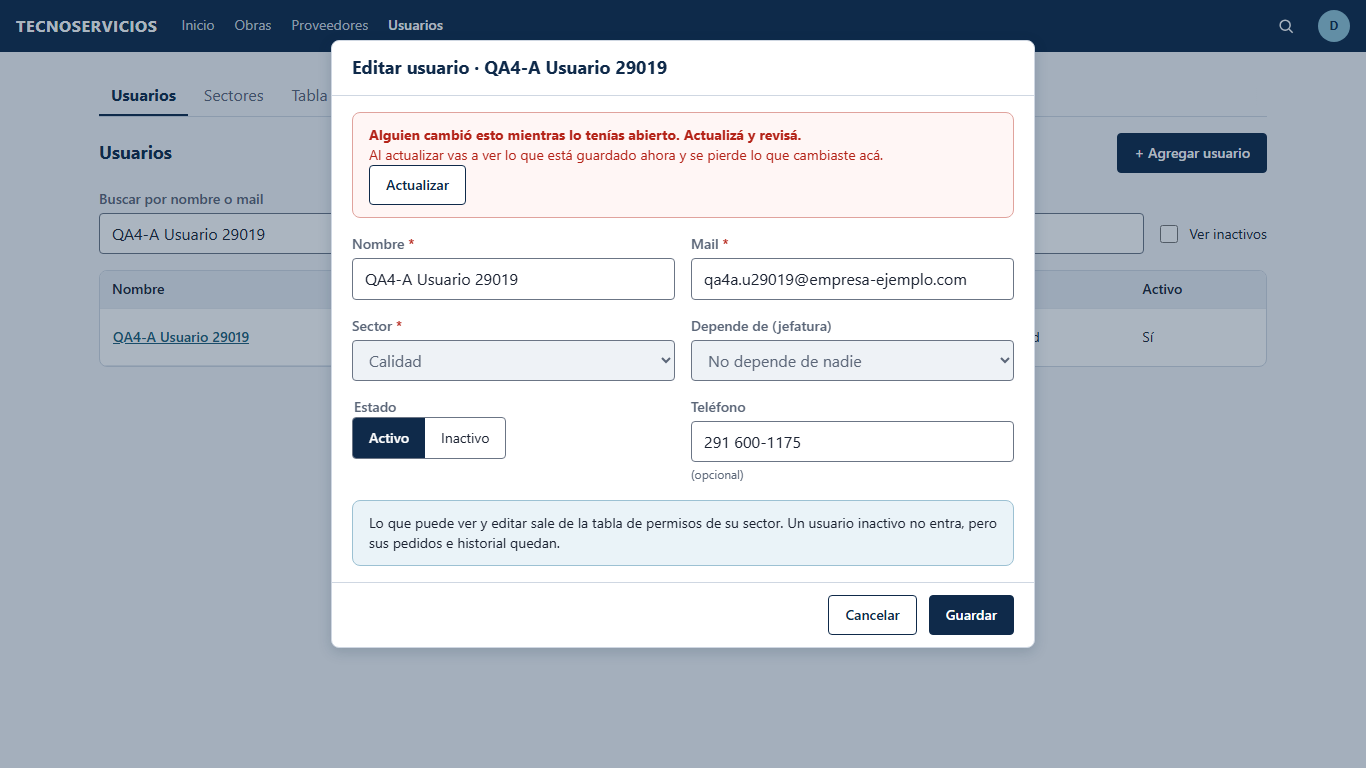 TECNOSERVICIOS Inicio Obras Proveedores Usuarios D
Editar usuario · QA4-A Usuario 29019
Usuarios Sectores Tabla
Alguien cambió esto mientras lo tenías abierto. Actualizá y revisá.
Al actualizar vas a ver lo que está guardado ahora y se pierde lo que cambiaste acá.
Actualizar
Usuarios
+ Agregar usuario
Buscar por nombre o mail
QA4-A Usuario 29019
Ver inactivos
Nombre Activo
QA4-A Usuario 29019 d Sí
Nombre * Mail *
QA4-A Usuario 29019 qa4a.u29019@empresa-ejemplo.com
Sector * Depende de (jefatura)
Calidad No depende de nadie
Estado Teléfono
Activo Inactivo 291 600-1175
(opcional)
Lo que puede ver y editar sale de la tabla de permisos de su sector. Un usuario inactivo no entra, pero
sus pedidos e historial quedan.
Cancelar Guardar